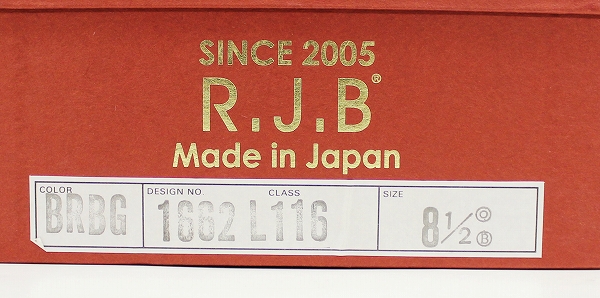 SINCE 2005
R.J.B®
Made in Japan
COLOR DESIGN NO. CLASS SIZE
BRBG 1662 L116 8 1/2 O B